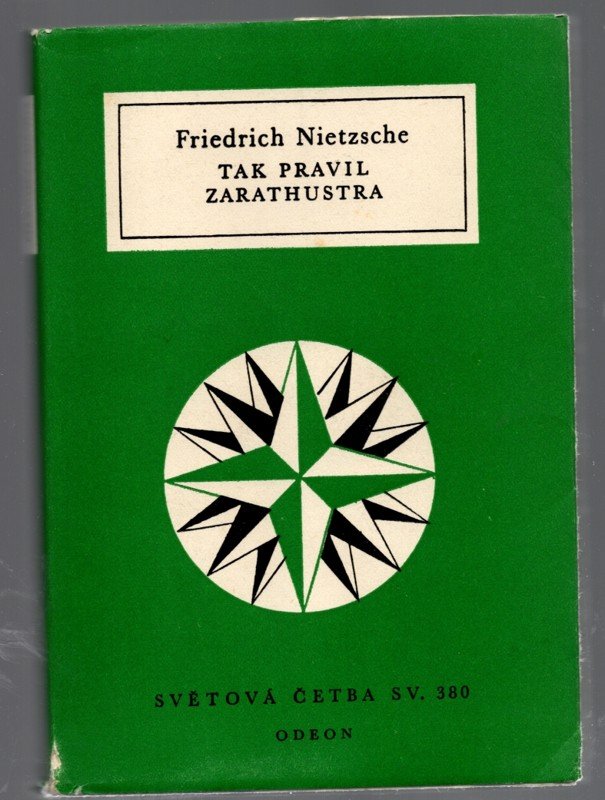 Friedrich Nietzsche
TAK PRAVIL
ZARATHUSTRA
SVĚTOVÁ ČETBA SV. 380
ODEON